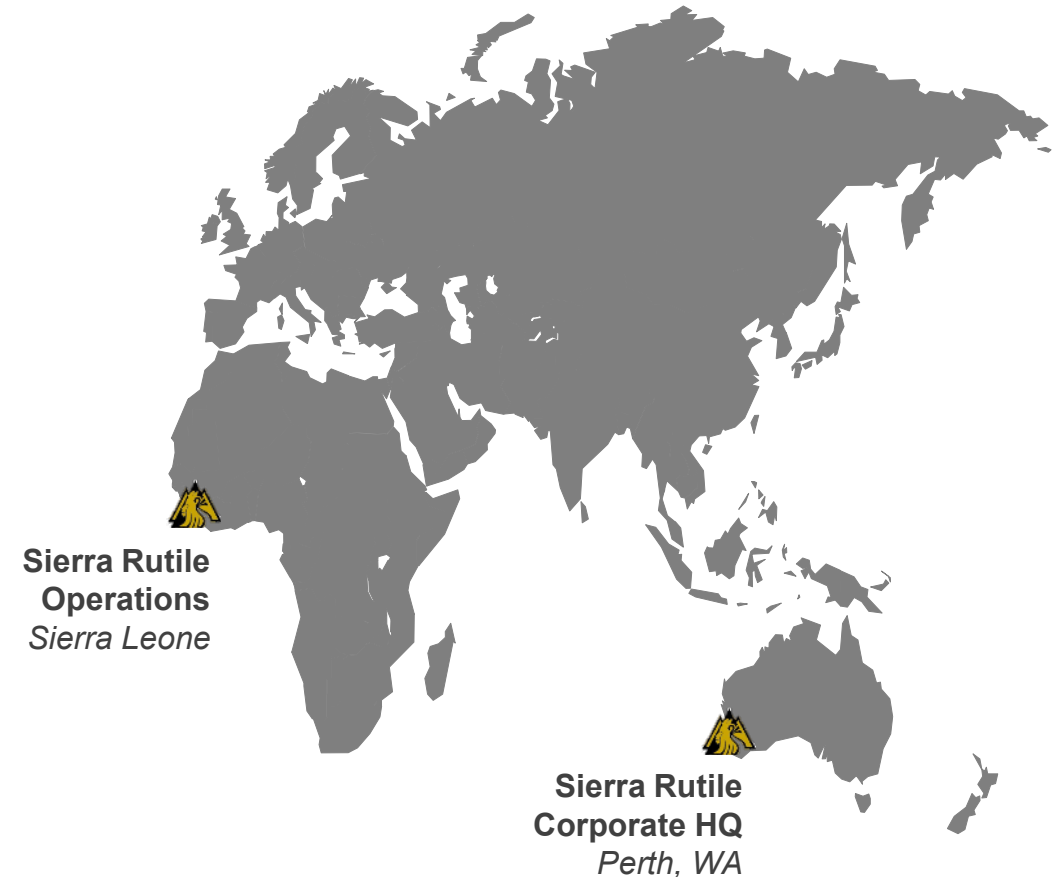 Sierra Rutile
Operations
Sierra Leone
Sierra Rutile
Corporate HQ
Perth, WA